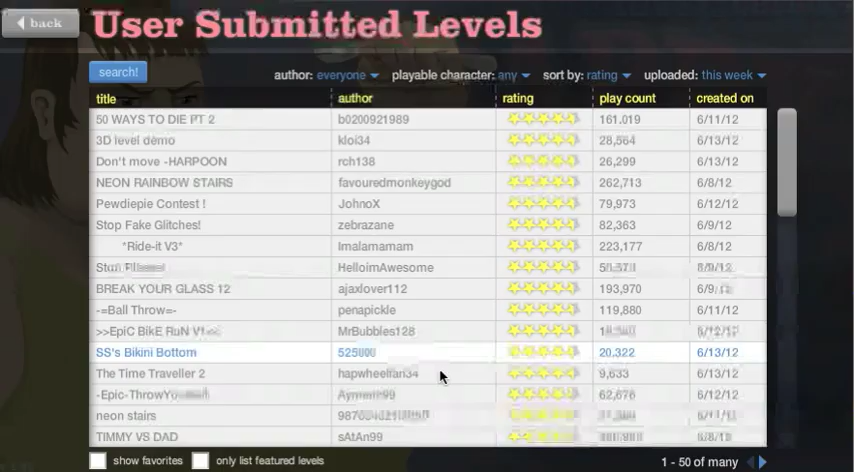 back
User Submitted Levels
search!
author: everyone playable character: any sort by: rating uploaded: this week
title author rating play count created on
50 WAYS TO DIE PT 2 b0200921989 161,019 6/11/12
3D level demo kloi34 28,564 6/13/12
Don't move -HARPOON rch138 26,299 6/13/12
NEON RAINBOW STAIRS favouredmonkeygod 262,713 6/8/12
Pewdiepie Contest ! JohnoX 79,973 6/12/12
Stop Fake Glitches! zebrazane 82,363 6/9/12
*Ride-it V3* Imalamamam 223,177 6/8/12
HelloimAwesome
BREAK YOUR GLASS 12 ajaxlover112 193,970
-=Ball Throw=- penapickle 119,880 6/11/12
>>EpiC BikE RuN MrBubbles128
SS's Bikini Bottom 20,322 6/13/12
The Time Traveller 2 9,633 6/13/12
62,676 6/12/12
neon stairs
TIMMY VS DAD sAtAn99
show favorites only list featured levels 1 - 50 of many